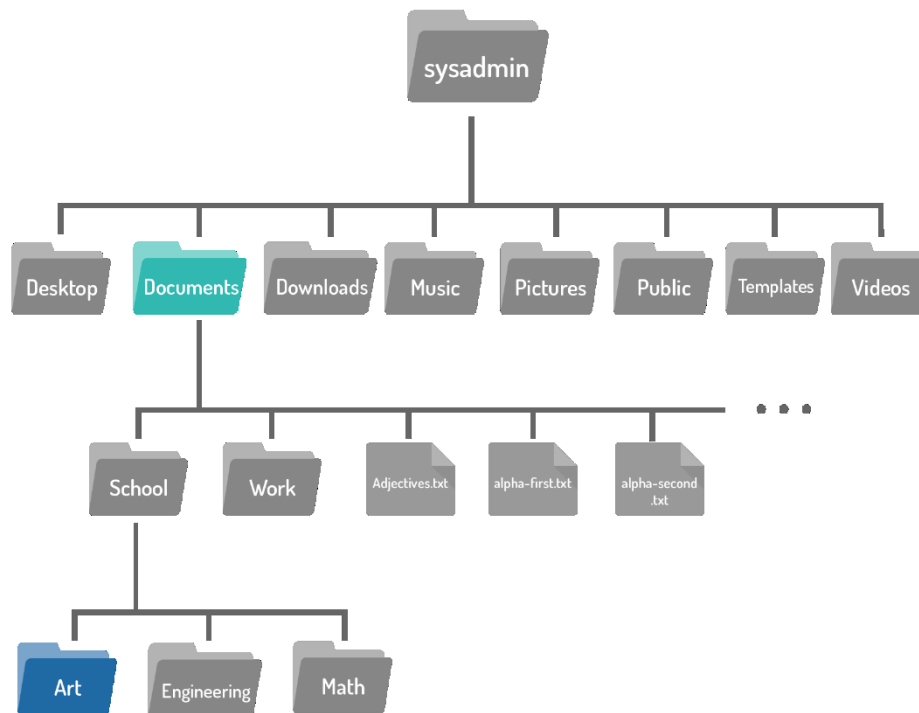 sysadmin
Desktop
Documents
Downloads
Music
Pictures
Public
Templates
Videos
School
Work
Adjectives.txt
alpha-first.txt
alpha-second
.txt
Art
Engineering
Math